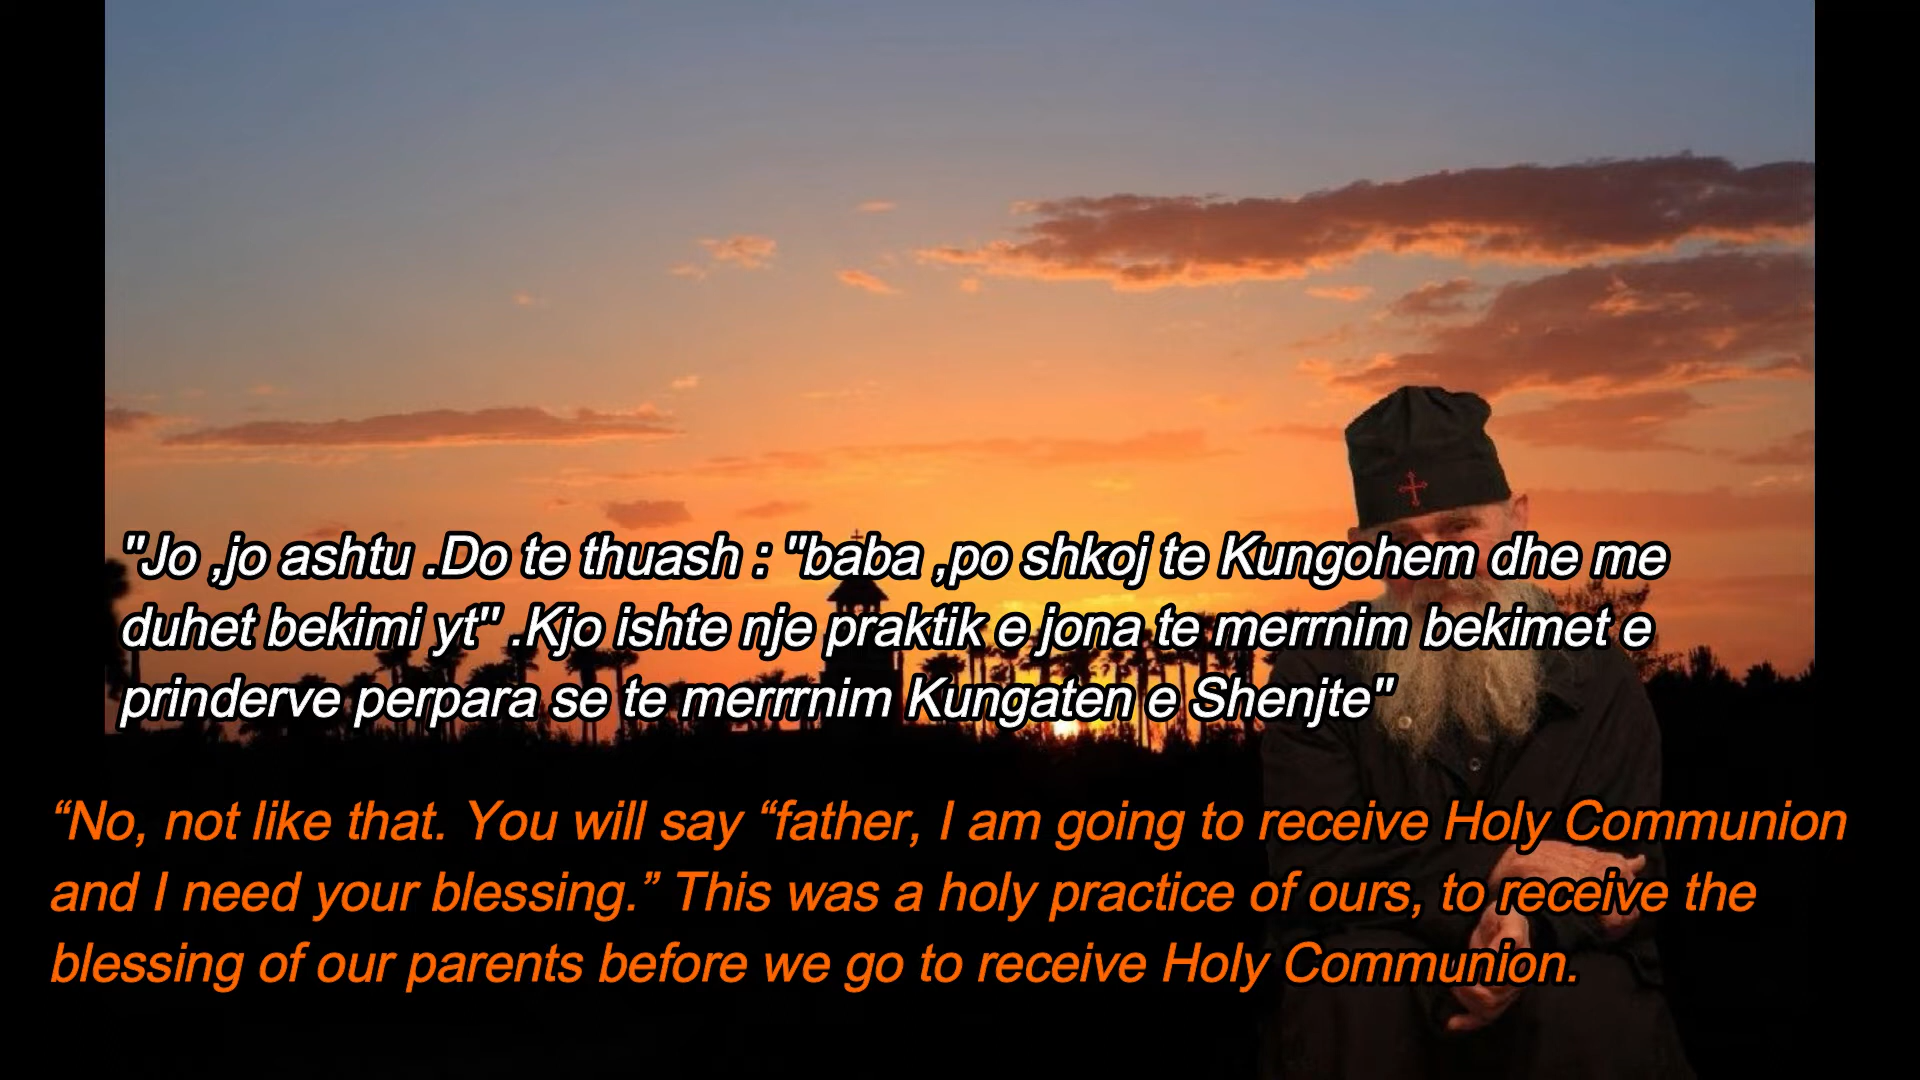 "Jo ,jo ashtu .Do te thuash : "baba ,po shkoj te Kungohem dhe me
duhet bekimi yt" .Kjo ishte nje praktik e jona te merrnim bekimet e
prinderve perpara se te merrrnim Kungaten e Shenjte"
“No, not like that. You will say “father, I am going to receive Holy Communion
and I need your blessing.” This was a holy practice of ours, to receive the
blessing of our parents before we go to receive Holy Communion.